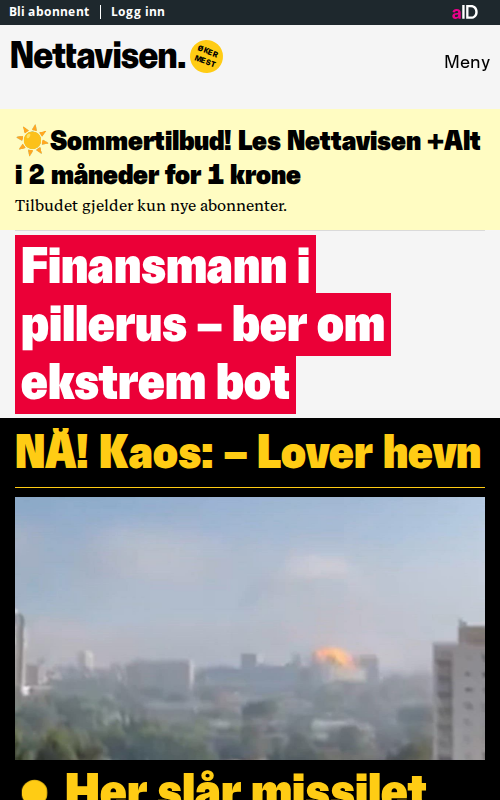 Bli abonnent | Logg inn
aID
Nettavisen.
ØKER
MEST
Meny
☀️Sommertilbud! Les Nettavisen +Alt
i 2 måneder for 1 krone
Tilbudet gjelder kun nye abonnenter.
Finansmann i
pillerus – ber om
ekstrem bot
NÅ! Kaos: – Lover hevn
● Her slår missilet